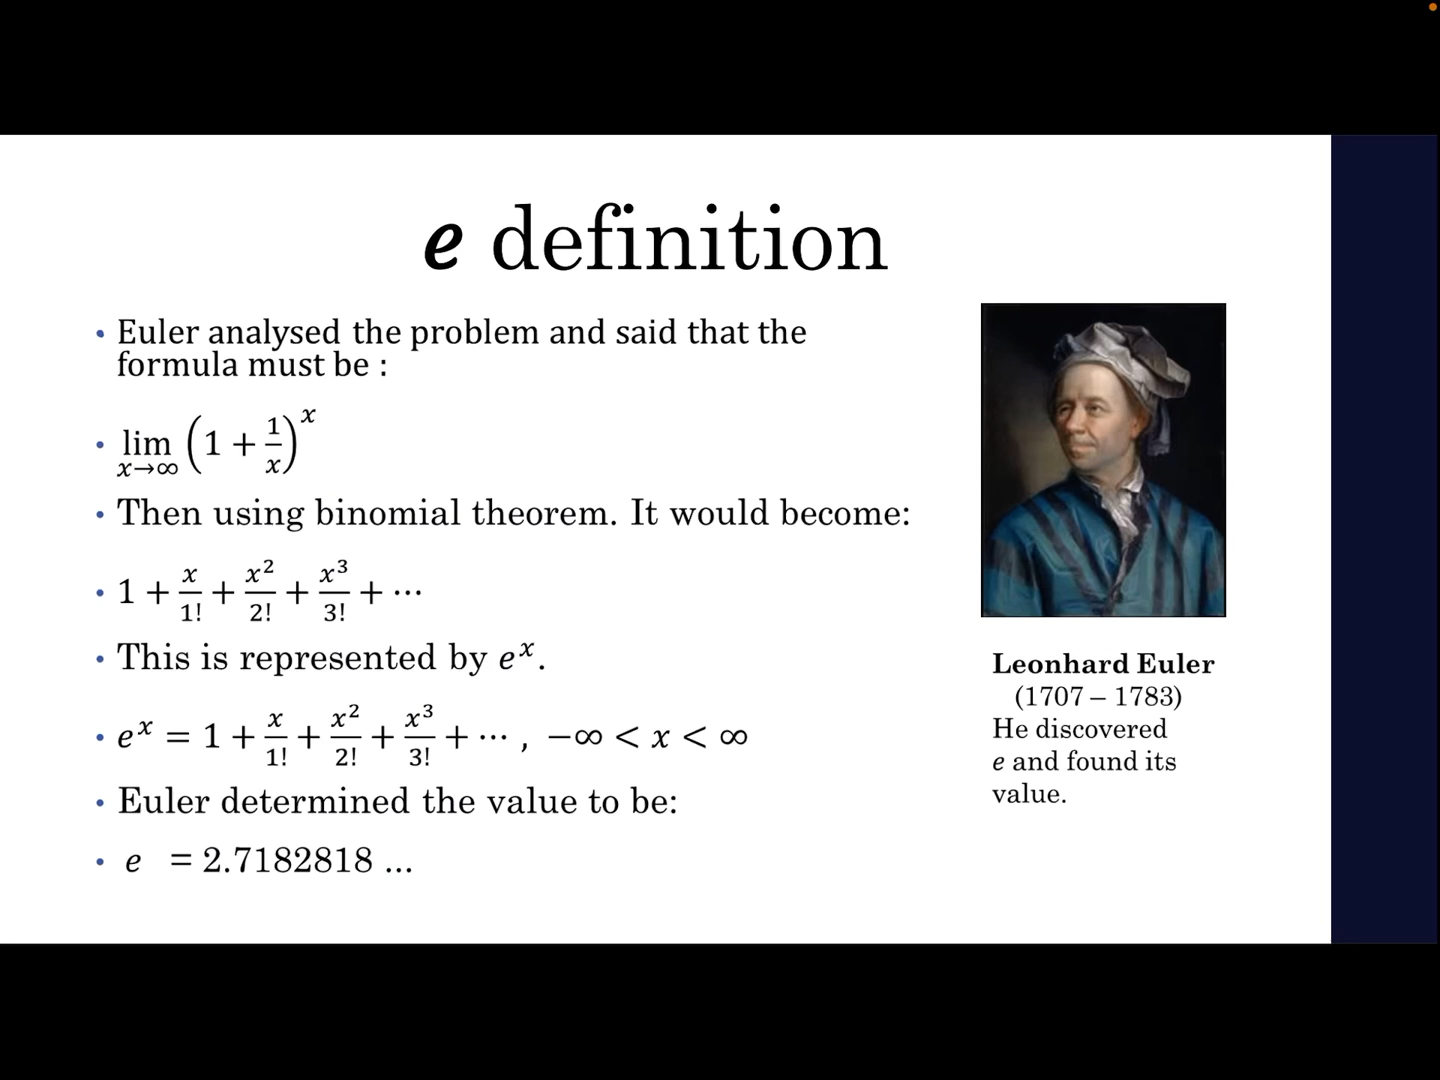 e definition
• Euler analysed the problem and said that the
formula must be :
• lim x→∞ (1 + 1/x)^x
• Then using binomial theorem. It would become:
• 1 + x/1! + x²/2! + x³/3! + ⋯
• This is represented by eˣ.
• eˣ = 1 + x/1! + x²/2! + x³/3! + ⋯ , −∞ < x < ∞
• Euler determined the value to be:
• e = 2.7182818 ...
Leonhard Euler
(1707 – 1783)
He discovered
e and found its
value.